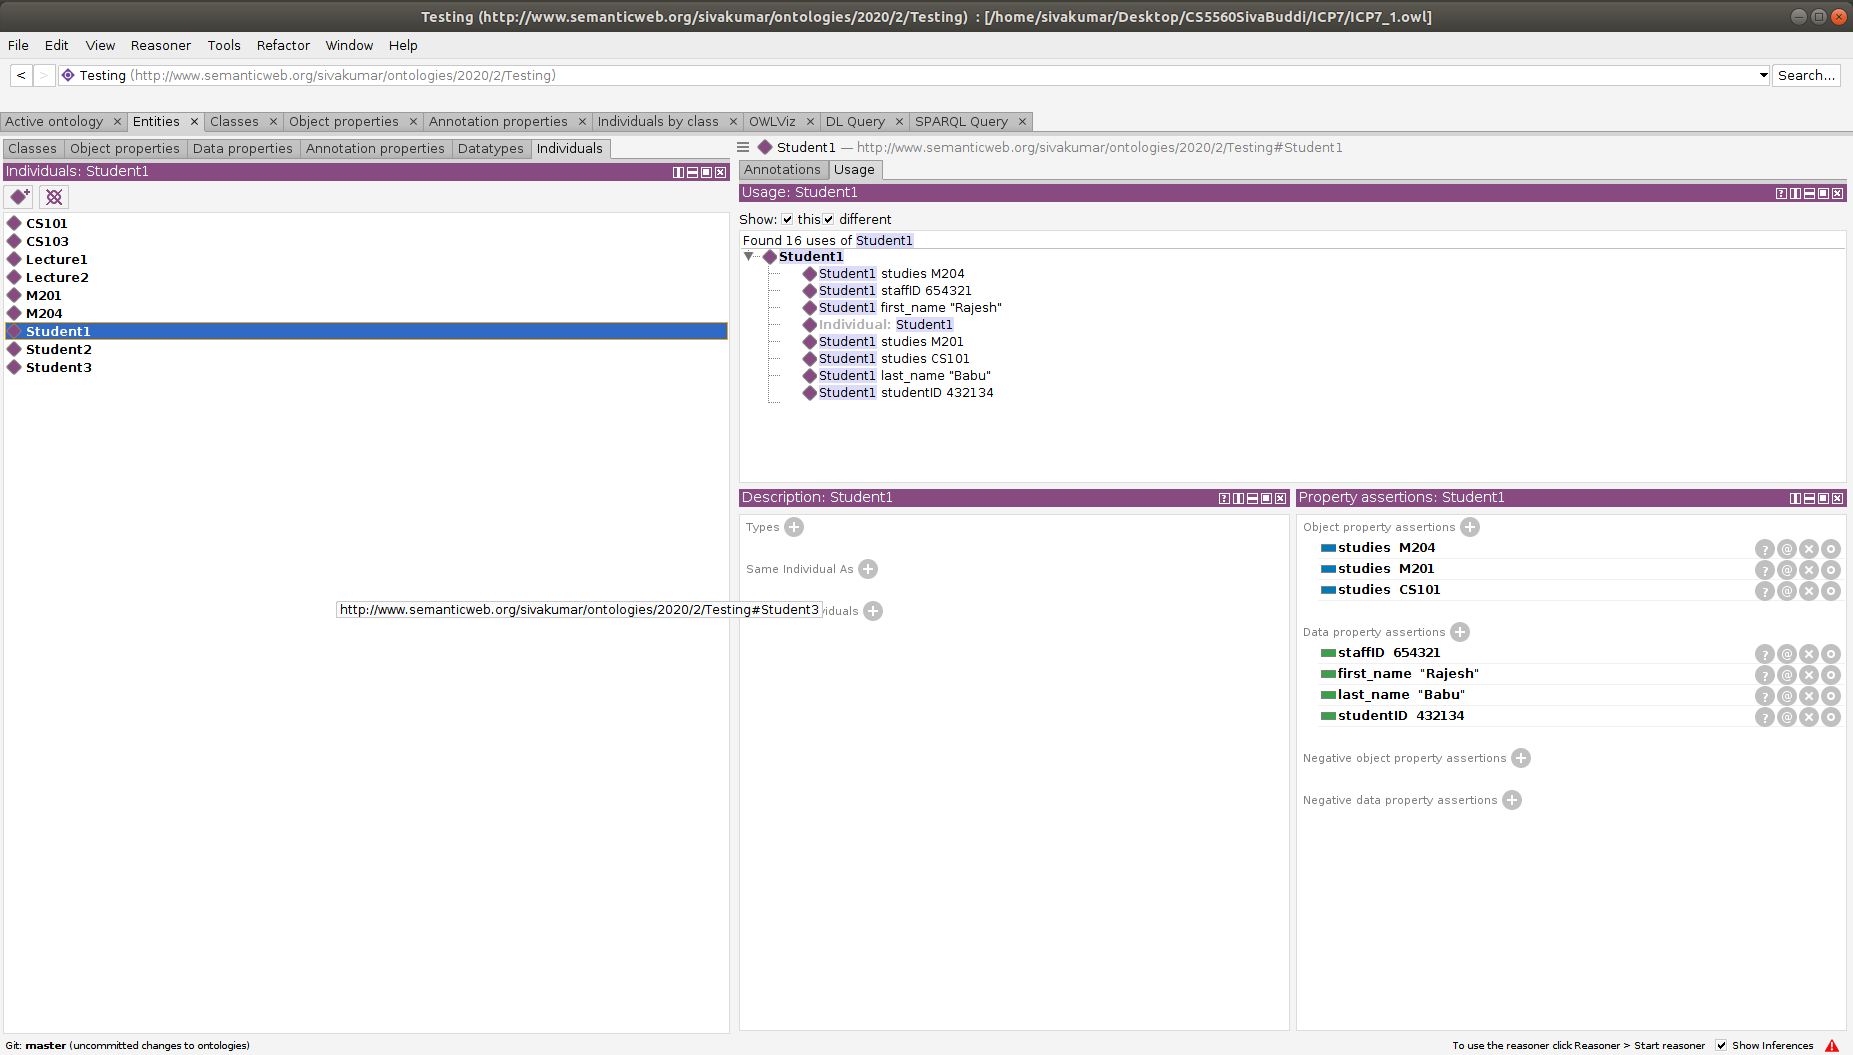 Testing (http://www.semanticweb.org/sivakumar/ontologies/2020/2/Testing) : [/home/sivakumar/Desktop/CS5560SivaBuddi/ICP7/ICP7_1.owl]
File Edit View Reasoner Tools Refactor Window Help
< > Testing (http://www.semanticweb.org/sivakumar/ontologies/2020/2/Testing) Search...
Active ontology × Entities × Classes × Object properties × Annotation properties × Individuals by class × OWLViz × DL Query × SPARQL Query ×
Classes Object properties Data properties Annotation properties Datatypes Individuals
Individuals: Student1
CS101
CS103
Lecture1
Lecture2
M201
M204
Student1
Student2
Student3
Student1 — http://www.semanticweb.org/sivakumar/ontologies/2020/2/Testing#Student1
Annotations Usage
Usage: Student1
Show: this different
Found 16 uses of Student1
Student1
Student1 studies M204
Student1 staffID 654321
Student1 first_name "Rajesh"
Individual: Student1
Student1 studies M201
Student1 studies CS101
Student1 last_name "Babu"
Student1 studentID 432134
Description: Student1
Types
Same Individual As
http://www.semanticweb.org/sivakumar/ontologies/2020/2/Testing#Student3
viduals
Property assertions: Student1
Object property assertions
studies M204
studies M201
studies CS101
Data property assertions
staffID 654321
first_name "Rajesh"
last_name "Babu"
studentID 432134
Negative object property assertions
Negative data property assertions
Git: master (uncommitted changes to ontologies)
To use the reasoner click Reasoner > Start reasoner Show Inferences